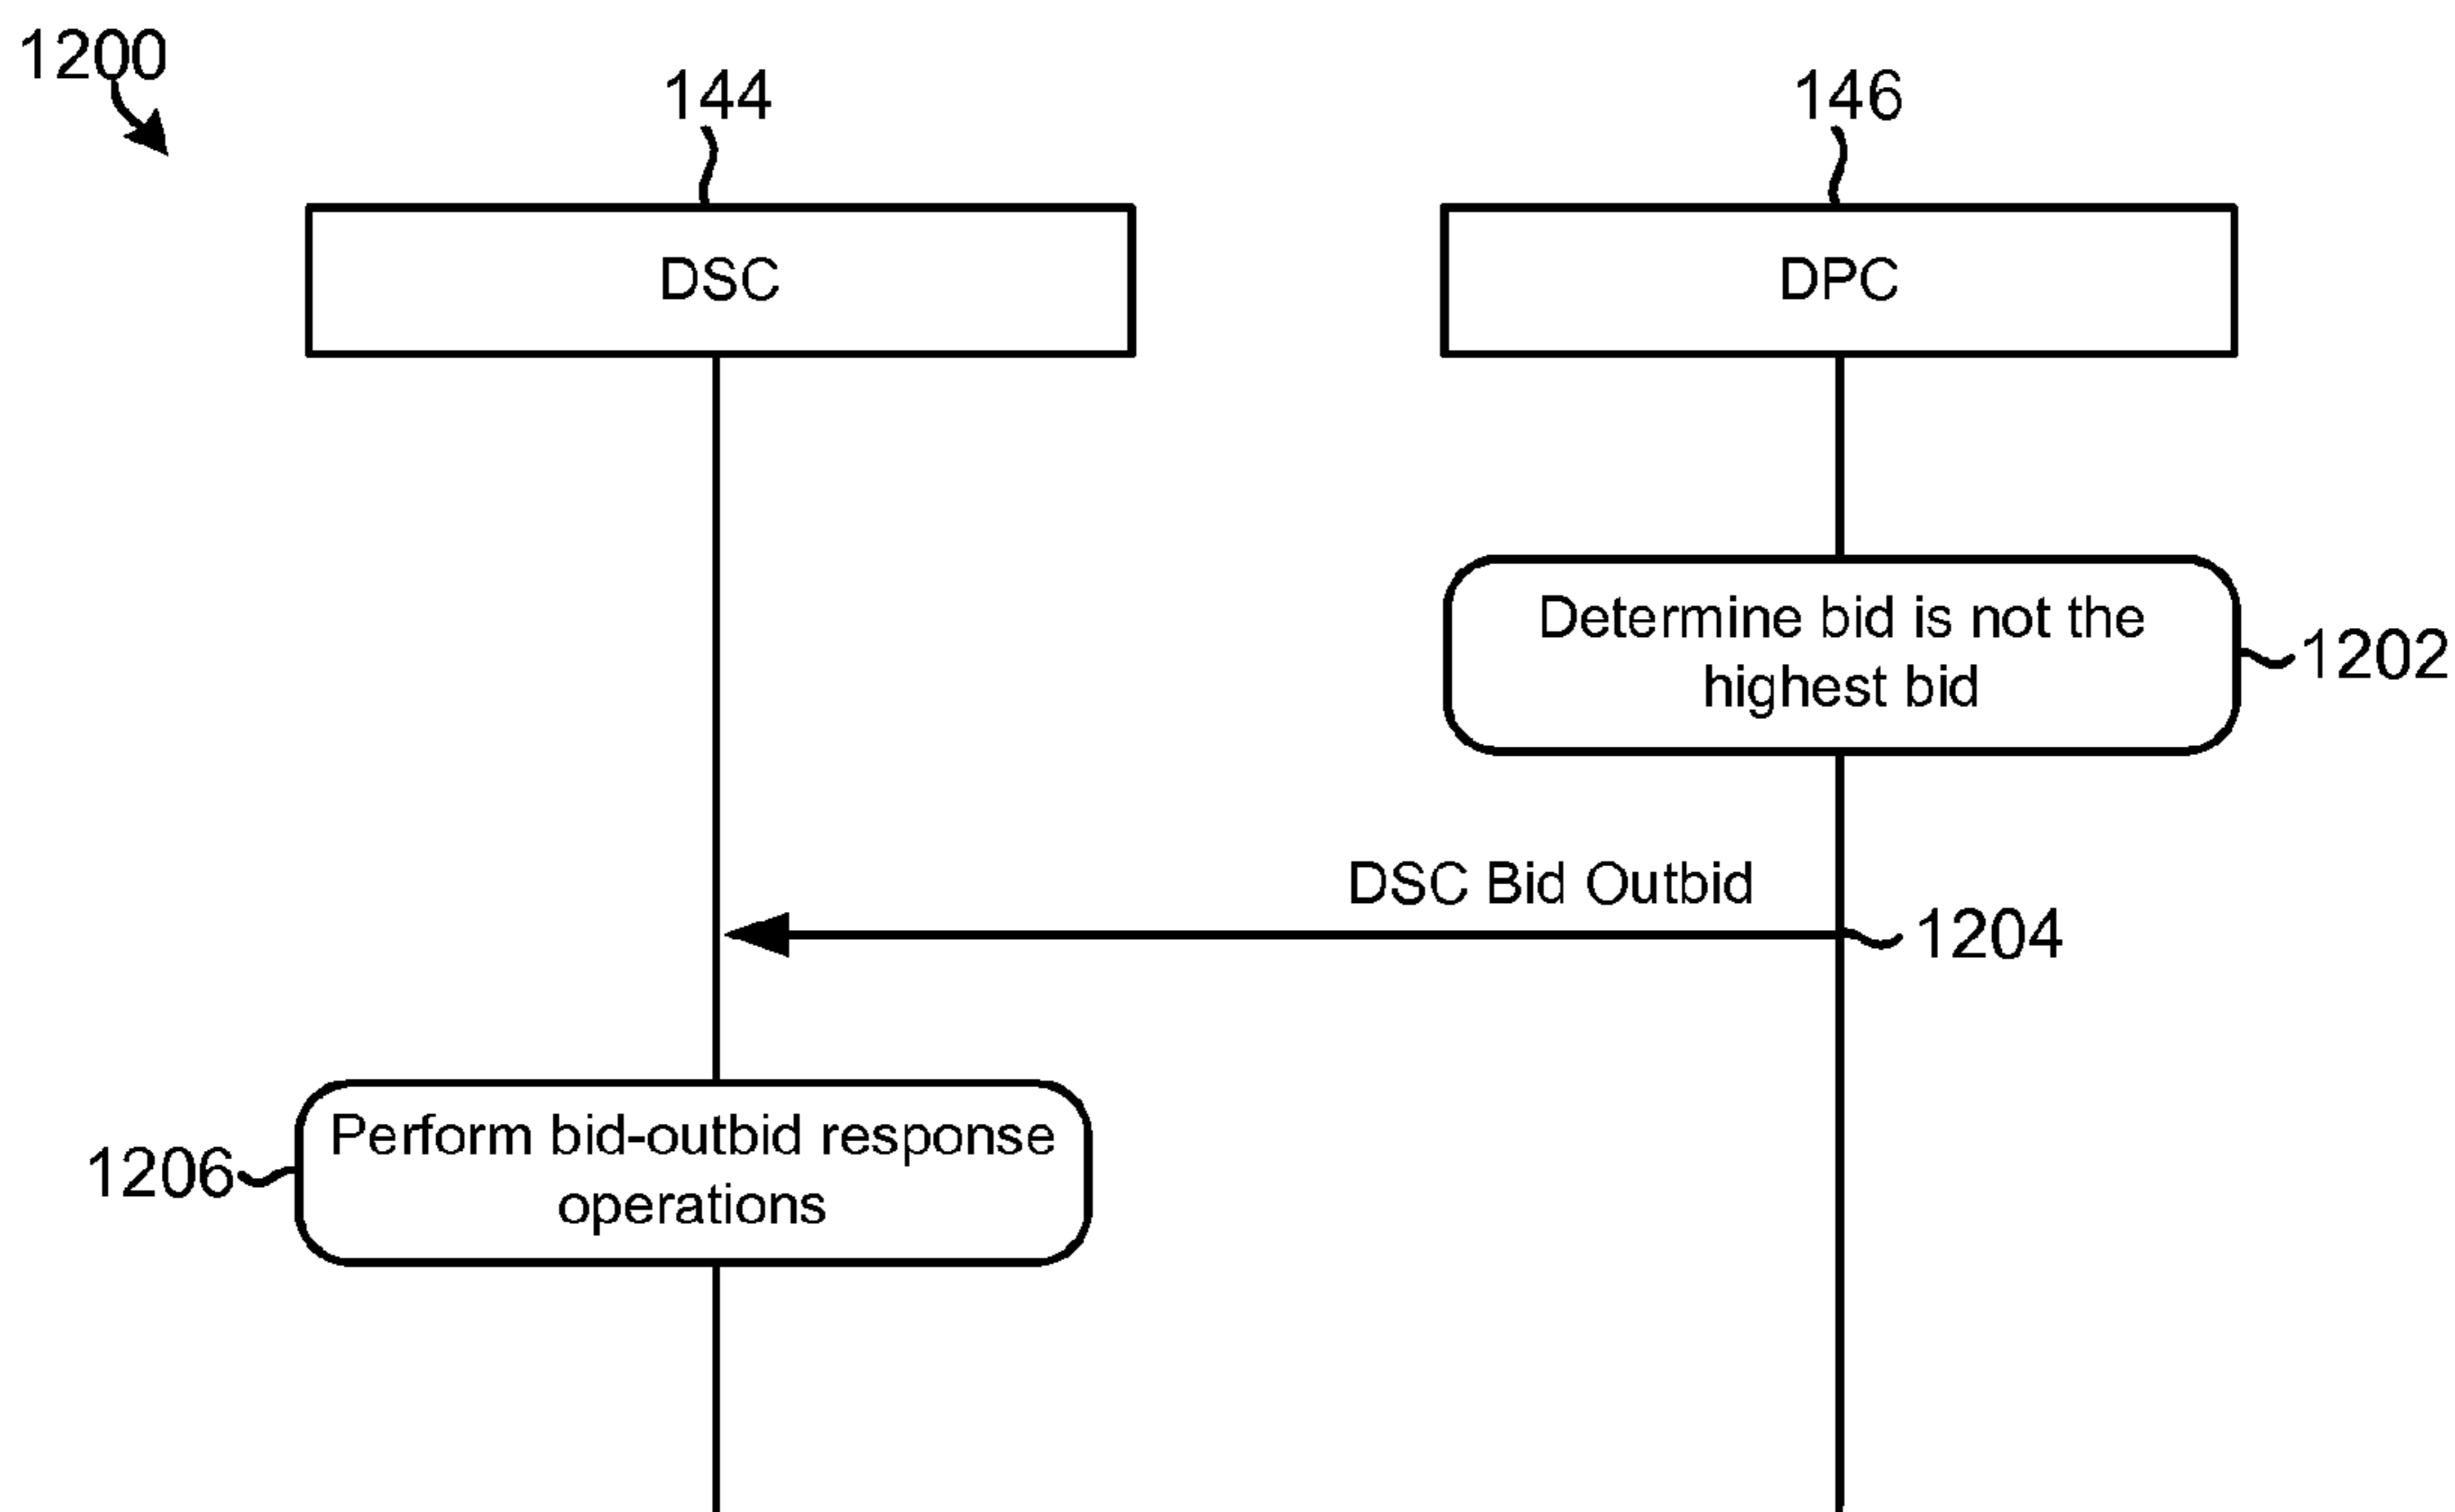 1200
144
146
DSC
DPC
Determine bid is not the
highest bid
1202
DSC Bid Outbid
1204
Perform bid-outbid response
operations
1206